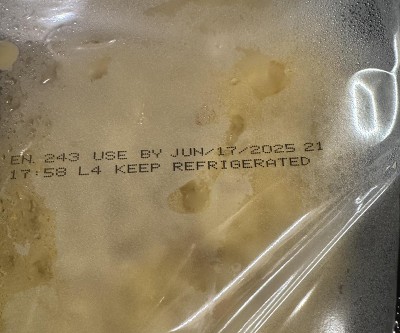 EN 243 USE BY JUN/17/2025 21
17:58 L4 KEEP REFRIGERATED